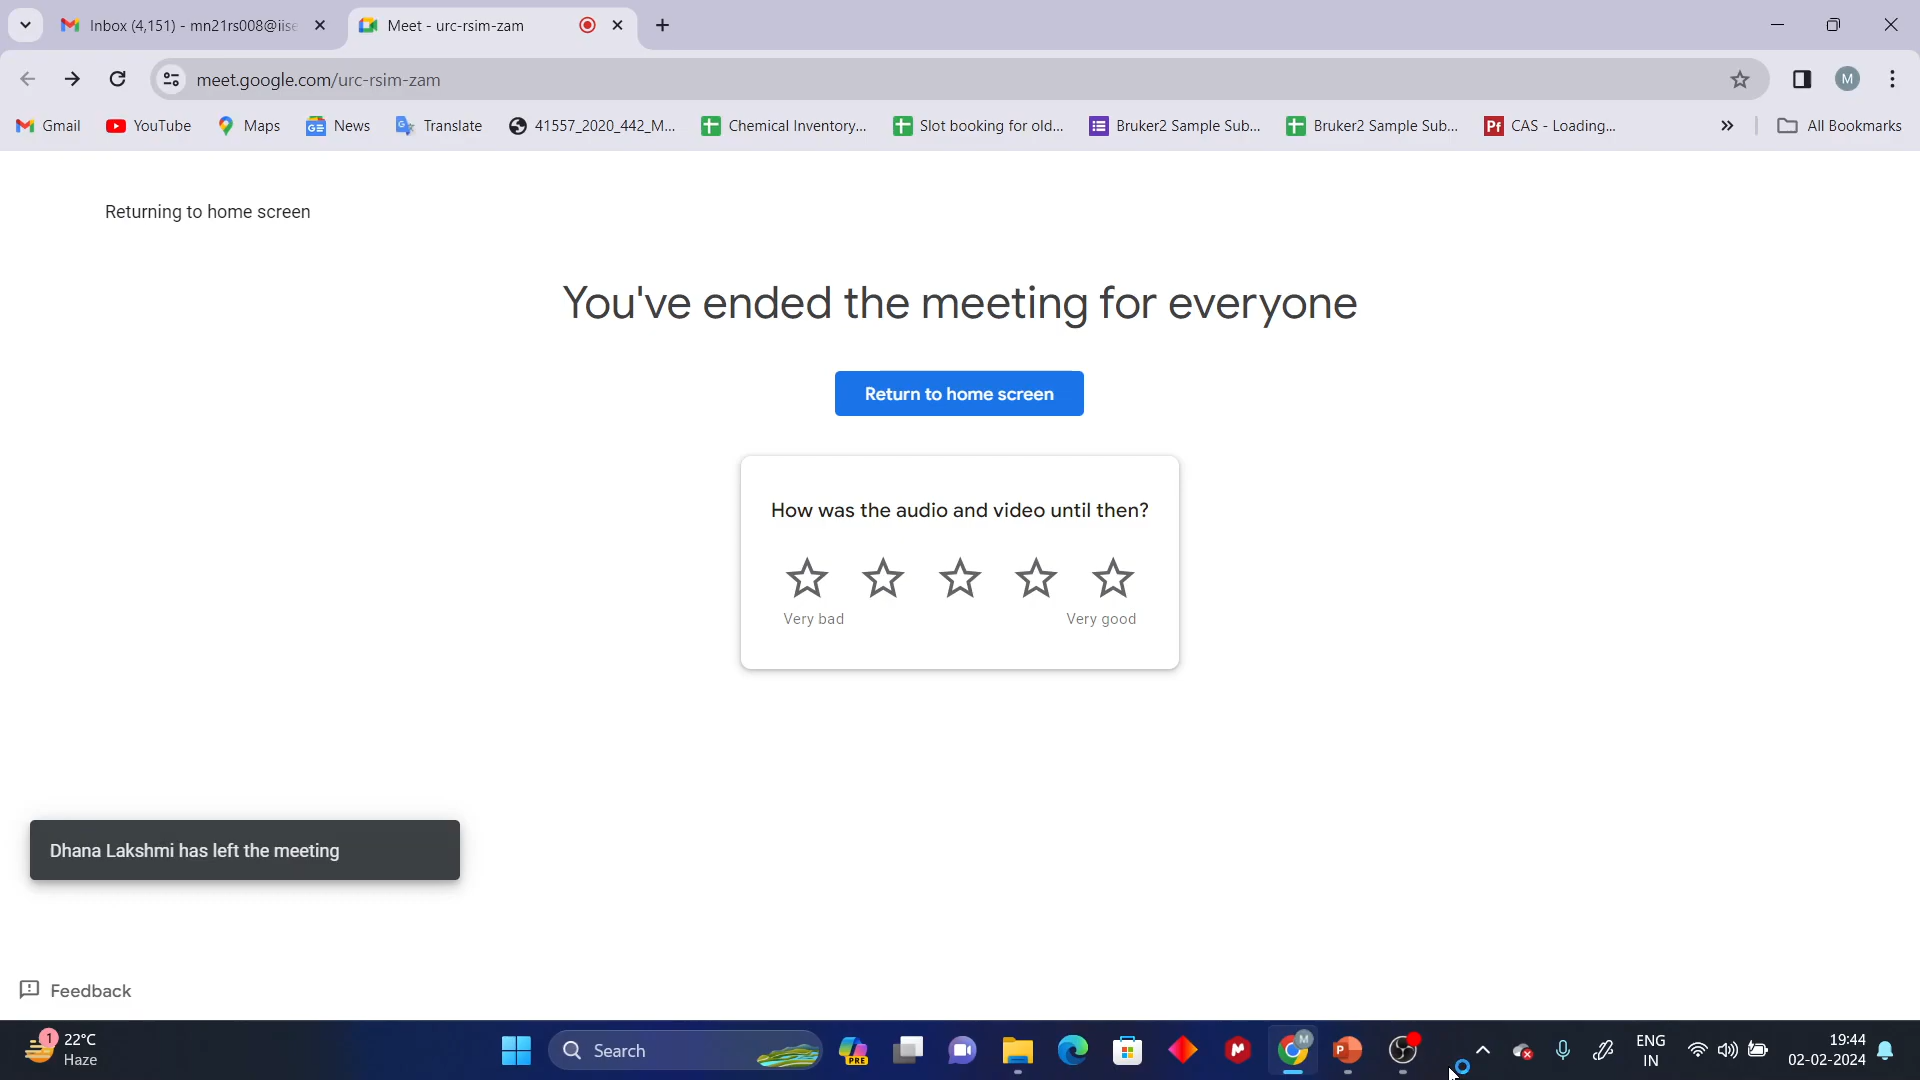 Inbox (4,151) - mn21rs008@iise
Meet - urc-rsim-zam
meet.google.com/urc-rsim-zam
M
Gmail
YouTube
Maps
News
Translate
41557_2020_442_M...
Chemical Inventory...
Slot booking for old...
Bruker2 Sample Sub...
Bruker2 Sample Sub...
Pf CAS - Loading...
All Bookmarks
Returning to home screen
You've ended the meeting for everyone
Return to home screen
How was the audio and video until then?
Very bad
Very good
Dhana Lakshmi has left the meeting
Feedback
1
22°C
Haze
Search
PRE
M
ENG
IN
19:44
02-02-2024